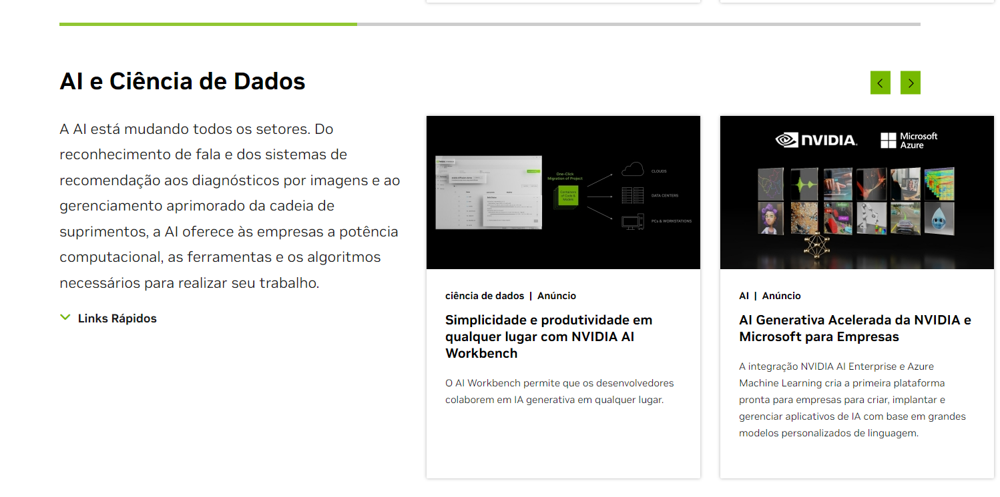 AI e Ciência de Dados
A AI está mudando todos os setores. Do
reconhecimento de fala e dos sistemas de
recomendação aos diagnósticos por imagens e ao
gerenciamento aprimorado da cadeia de
suprimentos, a AI oferece às empresas a potência
computacional, as ferramentas e os algoritmos
necessários para realizar seu trabalho.
Links Rápidos
One-Click
Migration of Project
Containers
of Code &
Models
CLOUDS
DATA CENTERS
PCs & WORKSTATIONS
ciência de dados | Anúncio
Simplicidade e produtividade em
qualquer lugar com NVIDIA AI
Workbench
O AI Workbench permite que os desenvolvedores
colaborem em IA generativa em qualquer lugar.
NVIDIA.
Microsoft
Azure
AI | Anúncio
AI Generativa Acelerada da NVIDIA e
Microsoft para Empresas
A integração NVIDIA AI Enterprise e Azure
Machine Learning cria a primeira plataforma
pronta para empresas para criar, implantar e
gerenciar aplicativos de IA com base em grandes
modelos personalizados de linguagem.